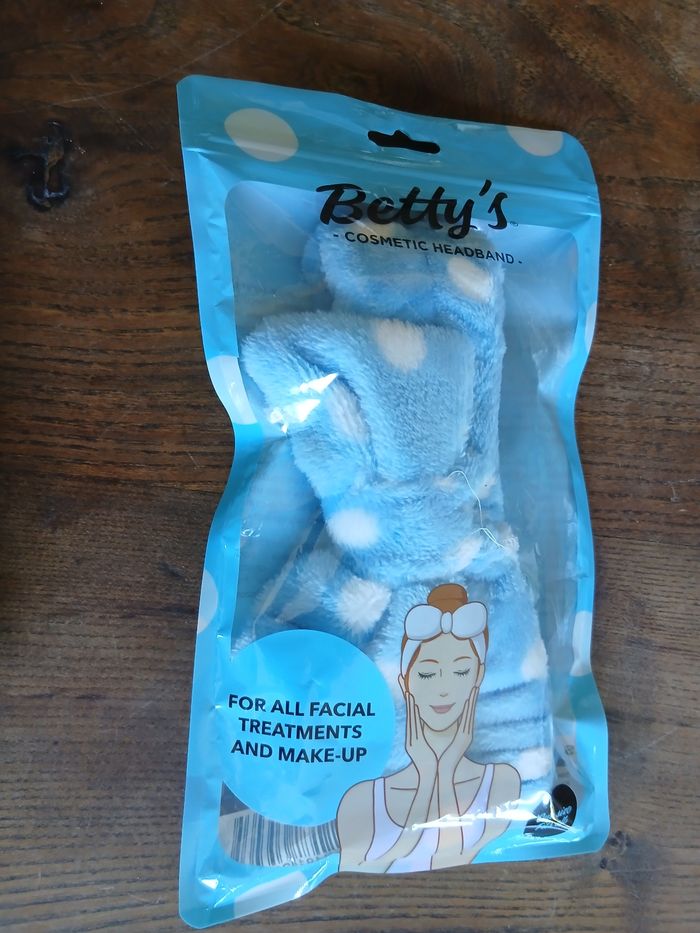 Betty's
- COSMETIC HEADBAND -
FOR ALL FACIAL
TREATMENTS
AND MAKE-UP